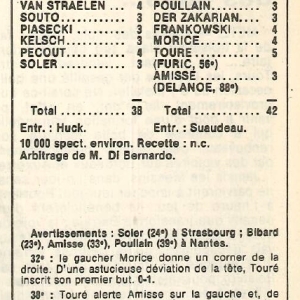 VAN STRAELEN .. 4 POULLAIN. 3
SOUTO 3 DER ZAKARIAN. 3
PIASECKI 4 FRANKOWSKI .. 4
KELSCH 4 MORICE 4
PECOUT 4 TOURE 5
SOLER 3 (FURIC, 56e)
AMISSE 3
(DELANOE, 88e)
Total 38 Total 42
Entr. : Huck. Entr. : Suaudeau.
10 000 spect. environ. Recette : n.c.
Arbitrage de M. DI Bernardo.
Avertissements : Soler (24e) à Strasbourg ; Bibard
(23e), Amisse (33e), Poullain (39e) à Nantes.
32e : le gaucher Morice donne un corner de la
droite. D'une astucieuse déviation de la tête, Touré
inscrit son premier but. 0-1.
38e : Touré alerte Amisse sur la gauche et, de